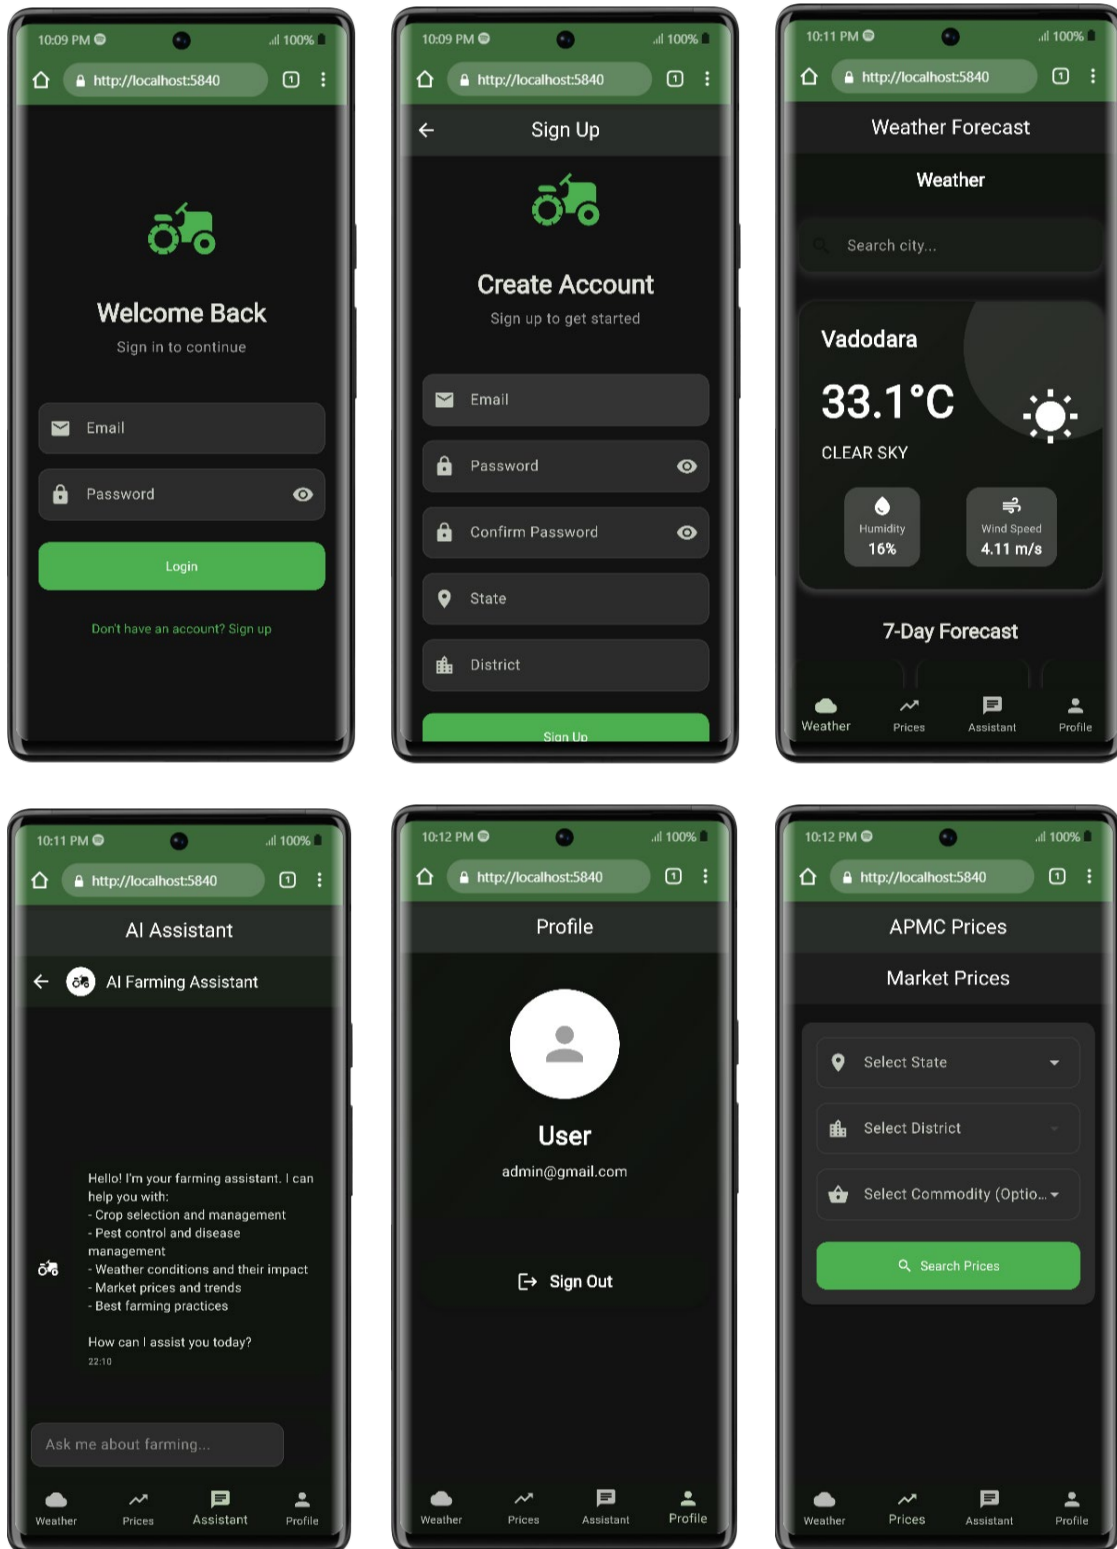 10:09 PM 100%
http://localhost:5840 1
Welcome Back
Sign in to continue
Email
Password
Login
Don't have an account? Sign up
10:09 PM 100%
http://localhost:5840 1
Sign Up
Create Account
Sign up to get started
Email
Password
Confirm Password
State
District
Sign Up
10:11 PM 100%
http://localhost:5840 1
Weather Forecast
Weather
Search city...
Vadodara
33.1°C
CLEAR SKY
Humidity Wind Speed
16% 4.11 m/s
7-Day Forecast
Weather Prices Assistant Profile
10:11 PM 100%
http://localhost:5840 1
AI Assistant
AI Farming Assistant
Hello! I'm your farming assistant. I can
help you with:
- Crop selection and management
- Pest control and disease
management
- Weather conditions and their impact
- Market prices and trends
- Best farming practices
How can I assist you today?
22:10
Ask me about farming...
Weather Prices Assistant Profile
10:12 PM 100%
http://localhost:5840 1
Profile
User
admin@gmail.com
Sign Out
Weather Prices Assistant Profile
10:12 PM 100%
http://localhost:5840 1
APMC Prices
Market Prices
Select State
Select District
Select Commodity (Optio...
Search Prices
Weather Prices Assistant Profile